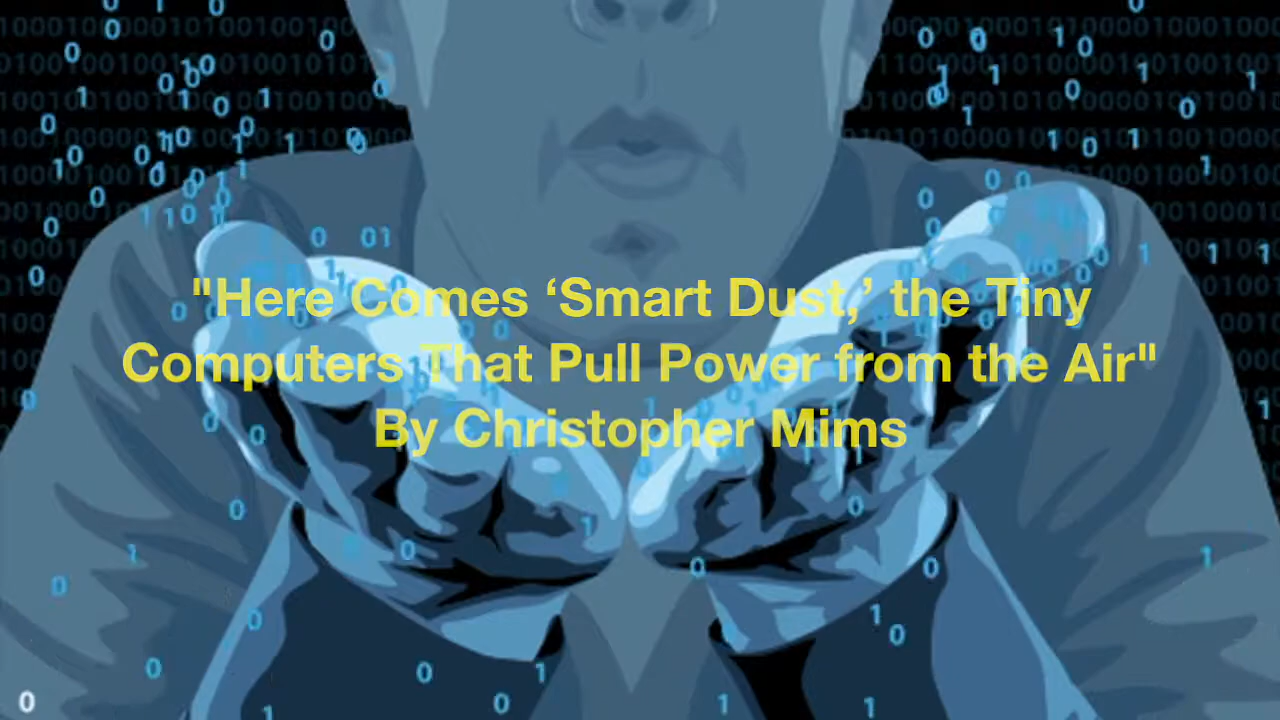 "Here Comes ‘Smart Dust,’ the Tiny
Computers That Pull Power from the Air"
By Christopher Mims